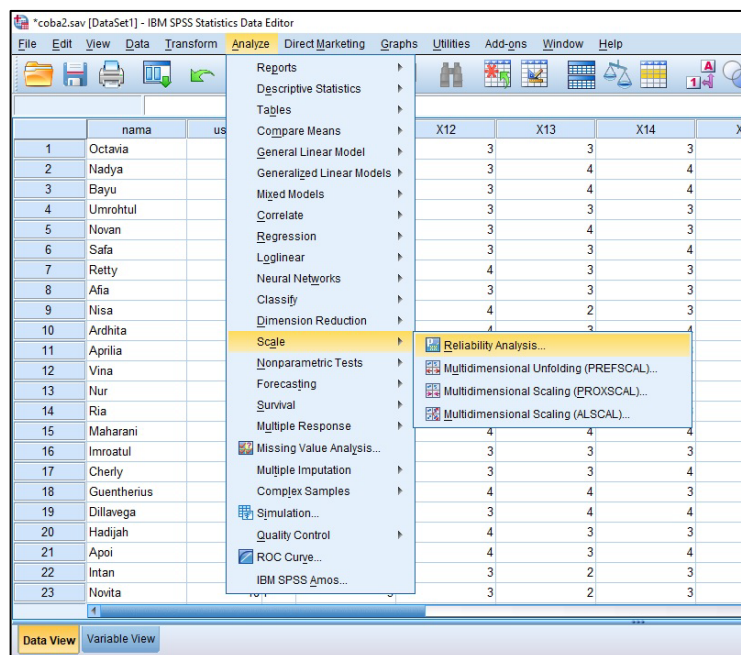 *coba2.sav [DataSet1] - IBM SPSS Statistics Data Editor
File Edit View Data Transform Analyze Direct Marketing Graphs Utilities Add-ons Window Help
nama us X12 X13 X14
1 Octavia 3 3 3
2 Nadya 3 4 4
3 Bayu 3 4 4
4 Umrohtul 3 3 3
5 Novan 3 4 3
6 Safa 3 3 4
7 Retty 4 3 3
8 Afia 3 3 3
9 Nisa 4 2 3
10 Ardhita
11 Aprilia
12 Vina
13 Nur
14 Ria
15 Maharani 4 4 4
16 Imroatul 3 3 3
17 Cherly 3 3 4
18 Guentherius 4 4 3
19 Dillavega 3 4 4
20 Hadijah 4 3 3
21 Apoi 4 3 4
22 Intan 3 2 3
23 Novita 3 2 3
Reports
Descriptive Statistics
Tables
Compare Means
General Linear Model
Generalized Linear Models
Mixed Models
Correlate
Regression
Loglinear
Neural Networks
Classify
Dimension Reduction
Scale
Nonparametric Tests
Forecasting
Survival
Multiple Response
Missing Value Analysis...
Multiple Imputation
Complex Samples
Simulation...
Quality Control
ROC Curve...
IBM SPSS Amos...
Reliability Analysis...
Multidimensional Unfolding (PREFSCAL)...
Multidimensional Scaling (PROXSCAL)...
Multidimensional Scaling (ALSCAL)...
Data View Variable View